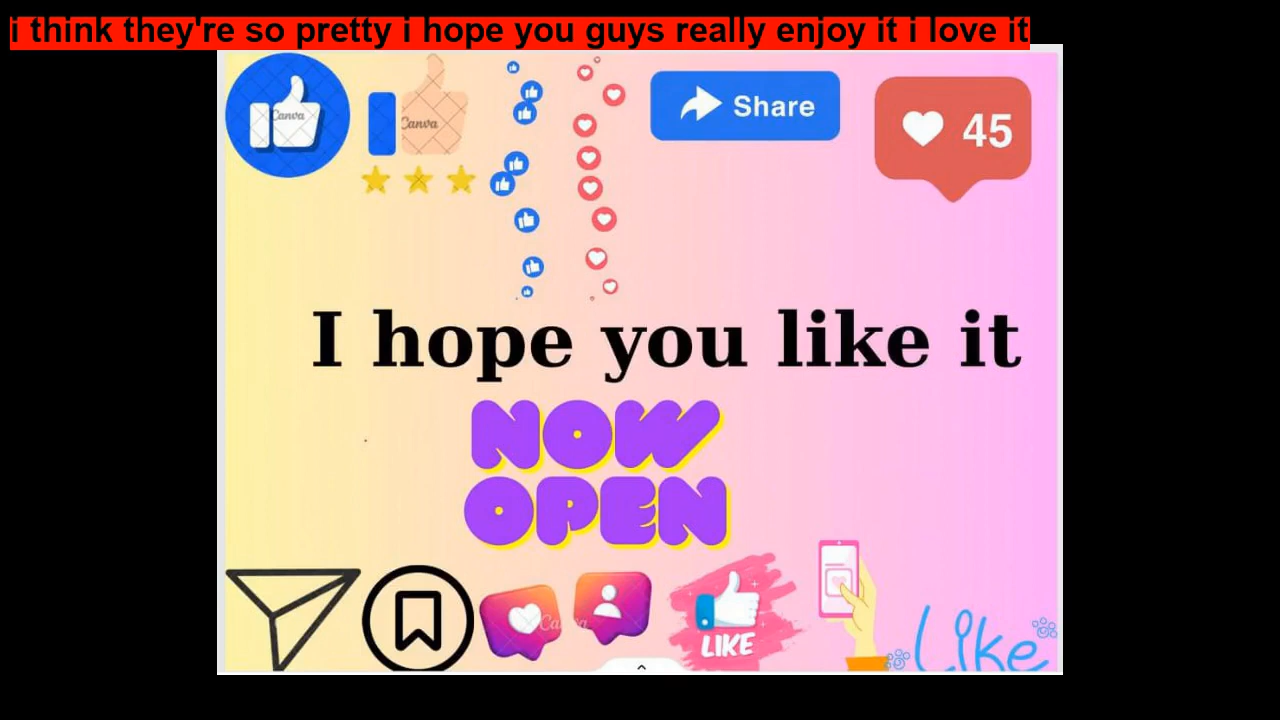 i think they're so pretty i hope you guys really enjoy it i love it
Canva
Canva
Share
45
I hope you like it
NOW
OPEN
Canva
LIKE
Like